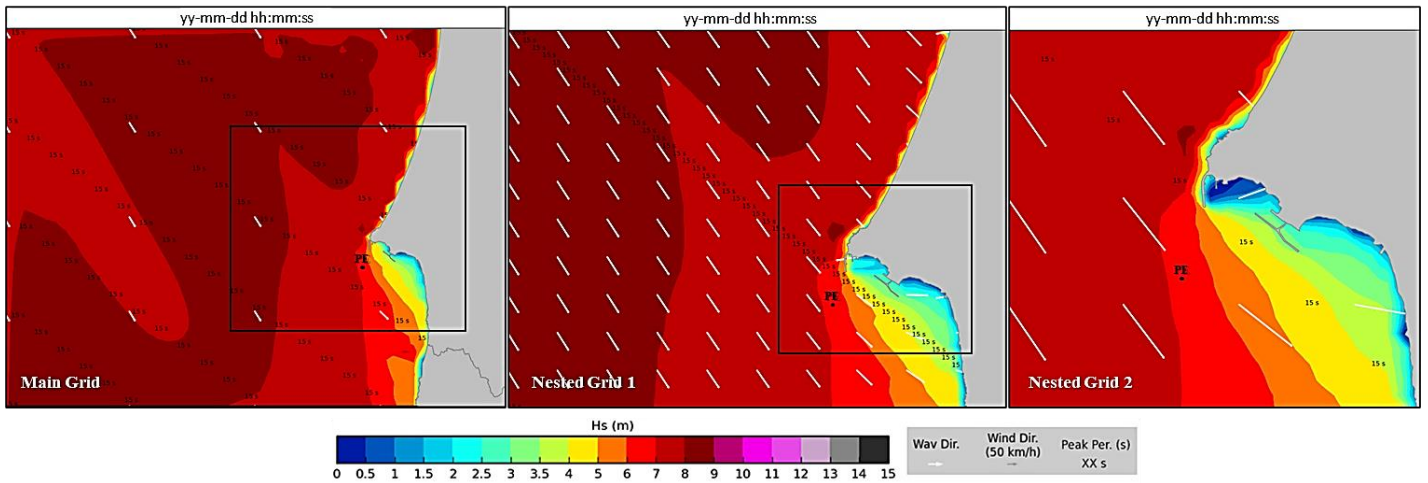 yy-mm-dd hh:mm:ss
yy-mm-dd hh:mm:ss
yy-mm-dd hh:mm:ss
15 s
PE
15 s
PE
15 s
PE
15 s
Main Grid
Nested Grid 1
Nested Grid 2
Hs (m)
0 0.5 1 1.5 2 2.5 3 3.5 4 5 6 7 8 9 10 11 12 13 14 15
Wav Dir.
Wind Dir.
(50 km/h)
Peak Per. (s)
XX s